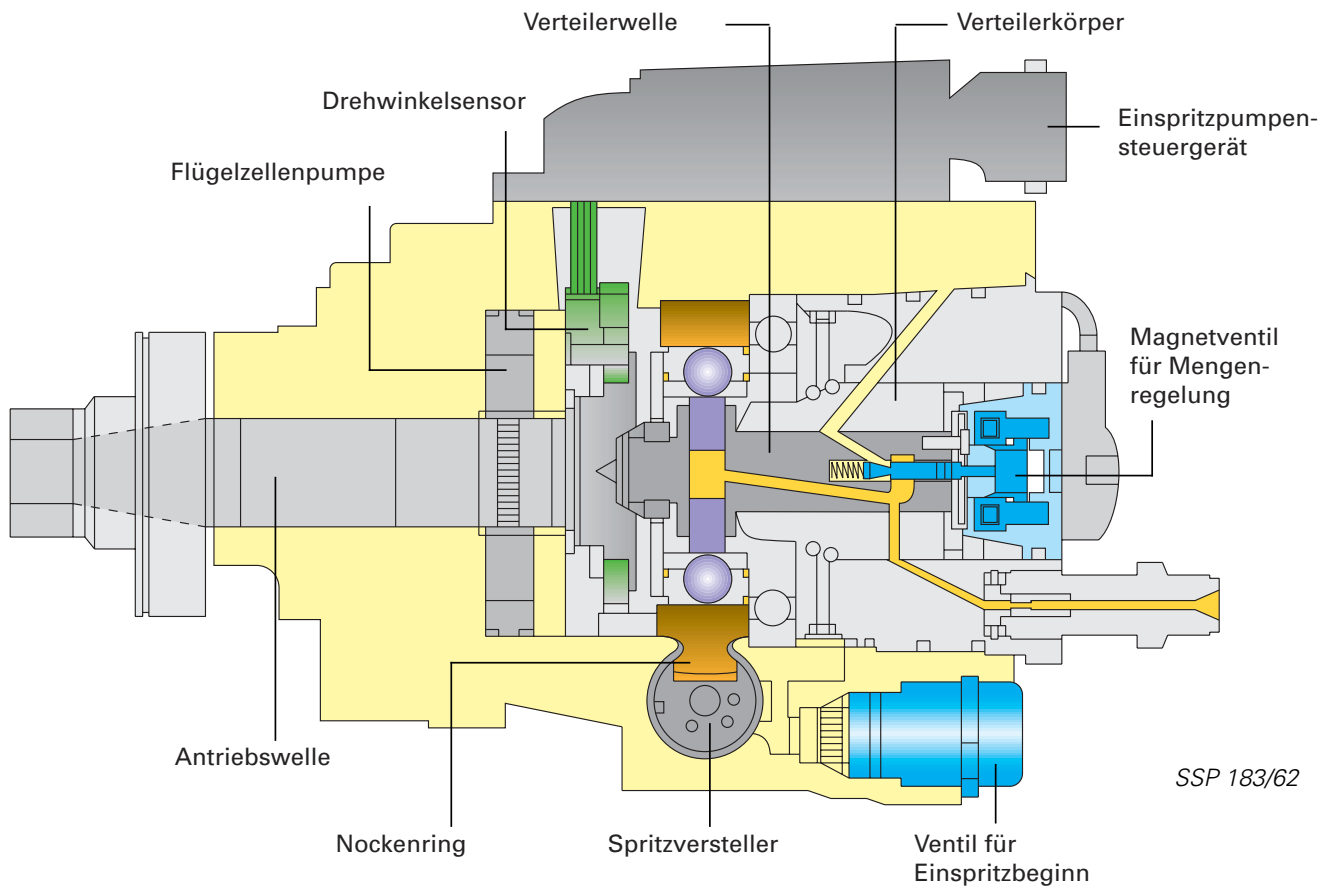 Verteilerwelle
Verteilerkörper
Drehwinkelsensor
Einspritzpumpen-
steuergerät
Flügelzellenpumpe
Magnetventil
für Mengen-
regelung
Antriebswelle
SSP 183/62
Nockenring
Spritzversteller
Ventil für
Einspritzbeginn